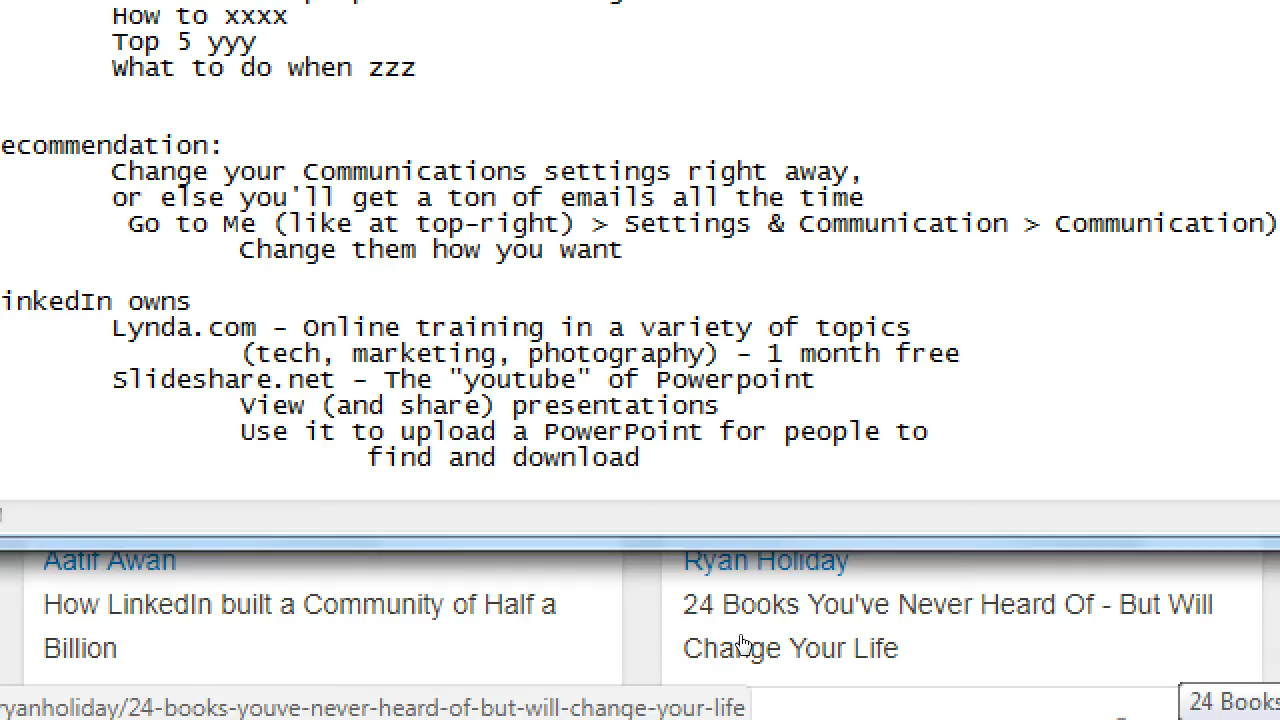 How to xxxx
Top 5 yyy
What to do when zzz
ecommendation:
Change your Communications settings right away,
or else you'll get a ton of emails all the time
Go to Me (like at top-right) > Settings & Communication > Communication)
Change them how you want
inkedIn owns
Lynda.com - Online training in a variety of topics
(tech, marketing, photography) - 1 month free
Slideshare.net - The "youtube" of Powerpoint
View (and share) presentations
Use it to upload a PowerPoint for people to
find and download
Aatif Awan
How LinkedIn built a Community of Half a
Billion
Ryan Holiday
24 Books You've Never Heard Of - But Will
Change Your Life
ryanholiday/24-books-youve-never-heard-of-but-will-change-your-life
24 Books